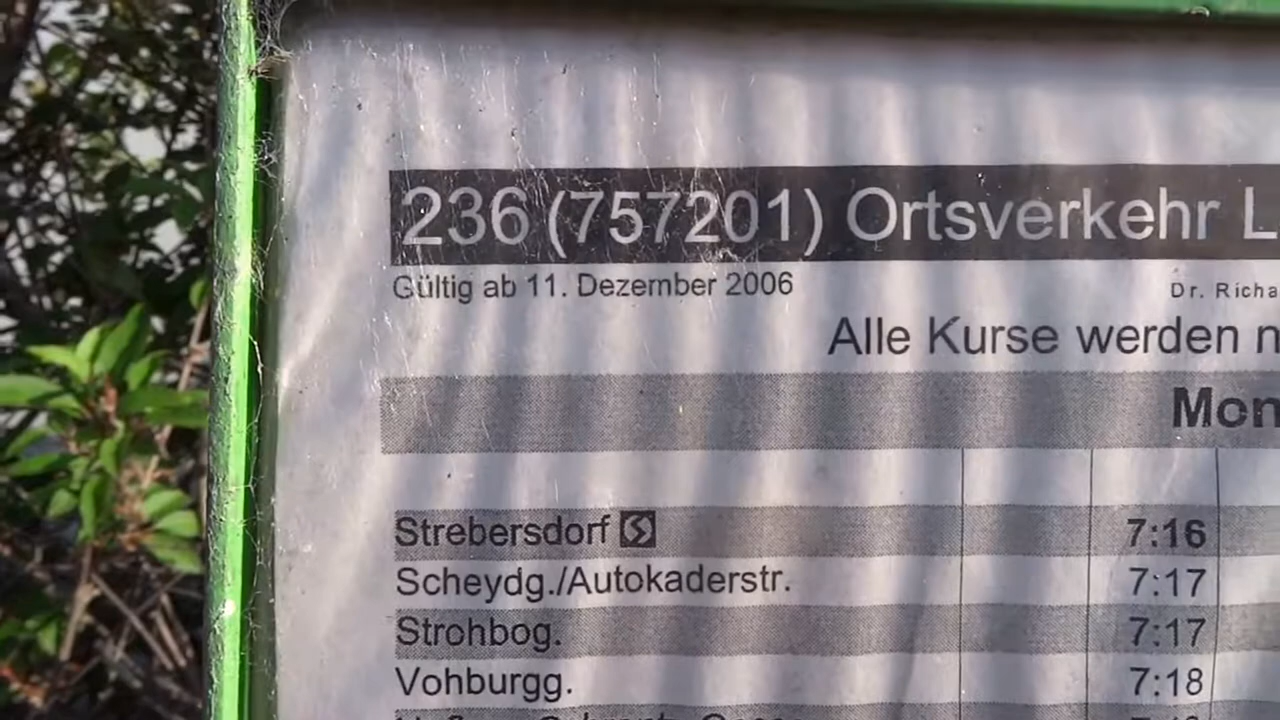 236 (757201) Ortsverkehr L
Gültig ab 11. Dezember 2006
Dr. Richa
Alle Kurse werden n
Mon
Strebersdorf S 7:16
Scheydg./Autokaderstr. 7:17
Strohbog. 7:17
Vohburgg. 7:18